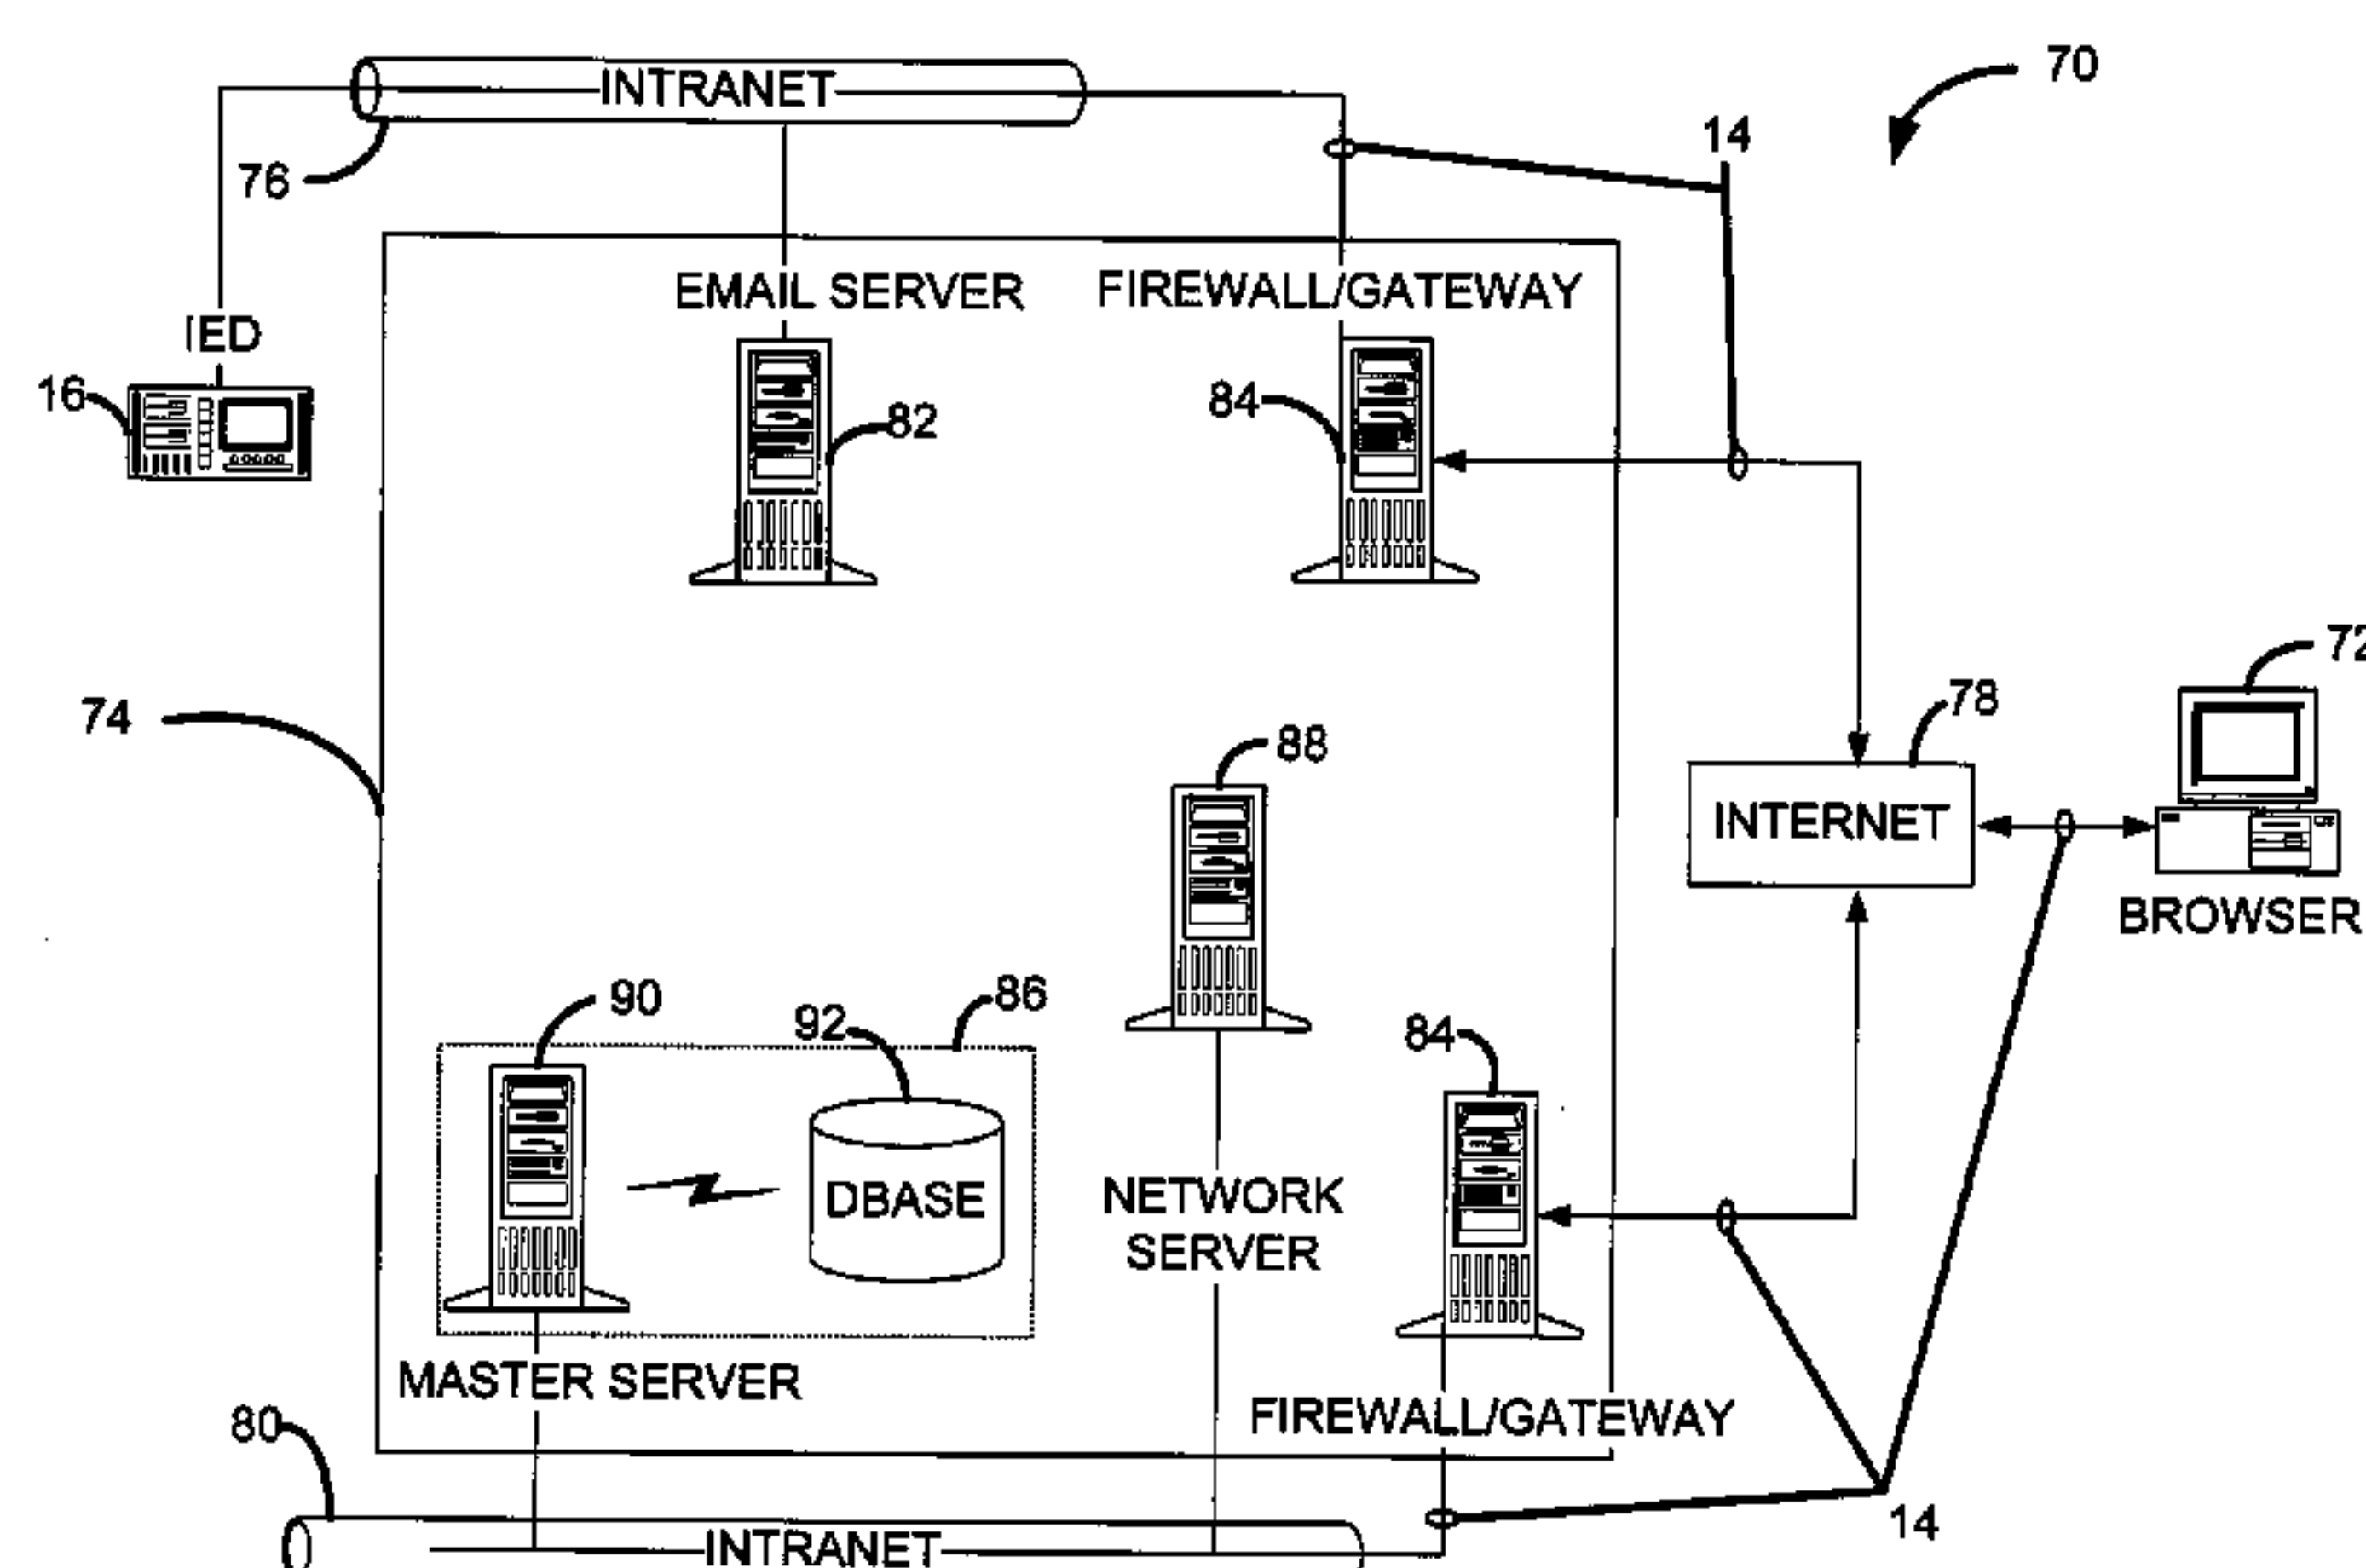 INTRANET
70
14
76
EMAIL SERVER
FIREWALL/GATEWAY
IED
16
82
84
72
74
78
88
INTERNET
BROWSER
90
92
86
84
DBASE
NETWORK
SERVER
MASTER SERVER
FIREWALL/GATEWAY
80
14
INTRANET